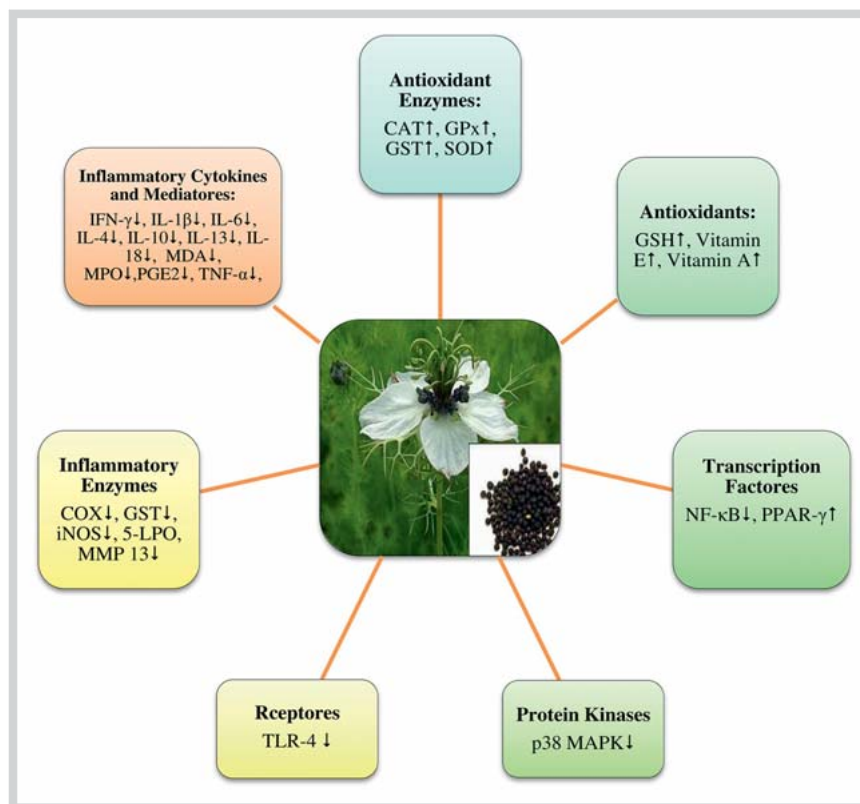 Antioxidant
Enzymes:
CAT↑, GPx↑,
GST↑, SOD↑
Inflammatory Cytokines
and Mediatores:
IFN-γ↓, IL-1β↓, IL-6↓,
IL-4↓, IL-10↓, IL-13↓, IL-
18↓, MDA↓,
MPO↓,PGE2↓, TNF-α↓,
Antioxidants:
GSH↑, Vitamin
E↑, Vitamin A↑
Inflammatory
Enzymes
COX↓, GST↓,
iNOS↓, 5-LPO,
MMP 13↓
Transcription
Factores
NF-κB↓, PPAR-γ↑
Rceptores
TLR-4 ↓
Protein Kinases
p38 MAPK↓